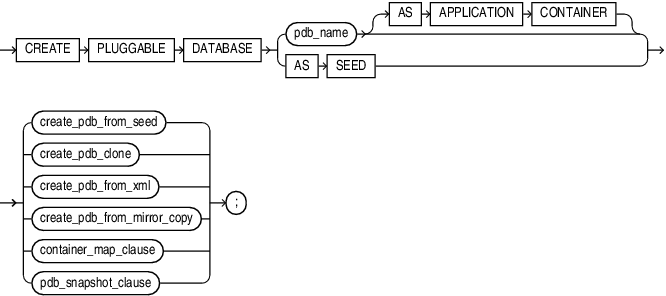 AS APPLICATION CONTAINER
CREATE PLUGGABLE DATABASE pdb_name
AS SEED
create_pdb_from_seed
create_pdb_clone
create_pdb_from_xml
create_pdb_from_mirror_copy
container_map_clause
pdb_snapshot_clause
;